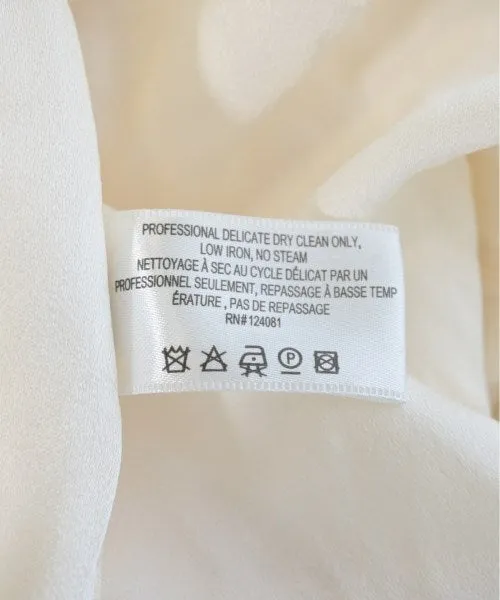 PROFESSIONAL DELICATE DRY CLEAN ONLY,
LOW IRON, NO STEAM
NETTOYAGE À SEC AU CYCLE DÉLICAT PAR UN
PROFESSIONNEL SEULEMENT, REPASSAGE À BASSE TEMP
ÉRATURE , PAS DE REPASSAGE
RN#124081
P